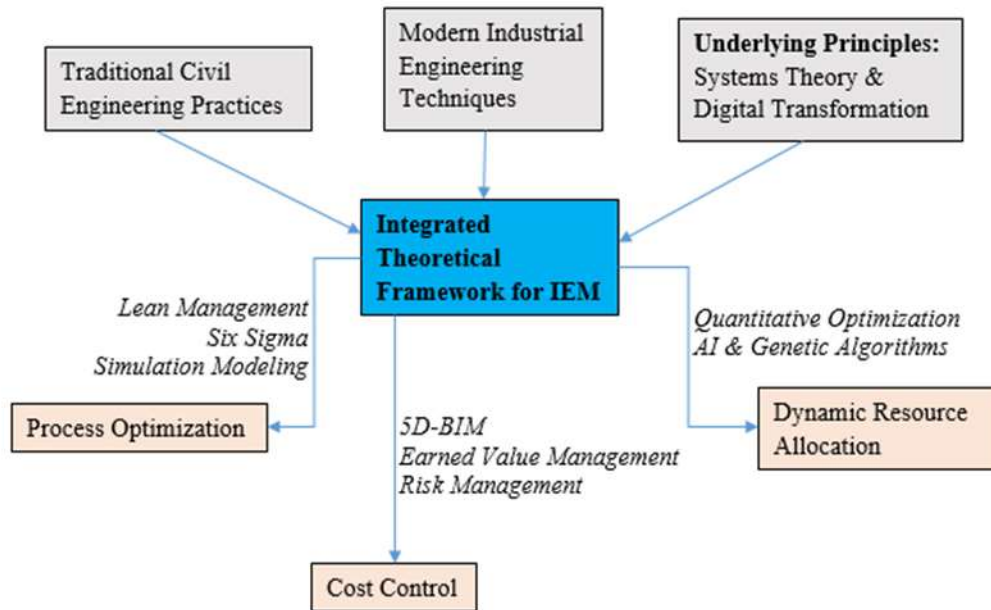 Traditional Civil
Engineering Practices
Modern Industrial
Engineering
Techniques
Underlying Principles:
Systems Theory &
Digital Transformation
Integrated
Theoretical
Framework for IEM
Lean Management
Six Sigma
Simulation Modeling
Quantitative Optimization
AI & Genetic Algorithms
Process Optimization
5D-BIM
Earned Value Management
Risk Management
Dynamic Resource
Allocation
Cost Control